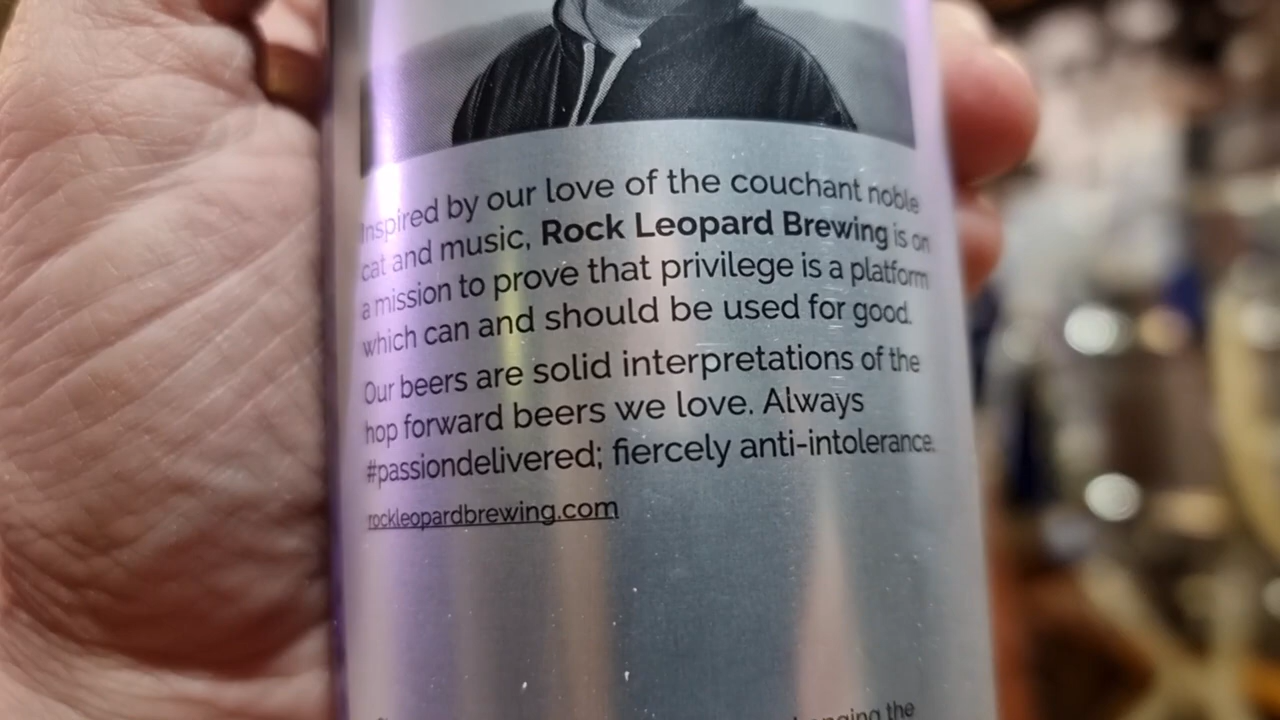 Inspired by our love of the couchant noble
cat and music, Rock Leopard Brewing is on
a mission to prove that privilege is a platform
which can and should be used for good.
Our beers are solid interpretations of the
hop forward beers we love. Always
#passiondelivered; fiercely anti-intolerance.
rockleopardbrewing.com
the